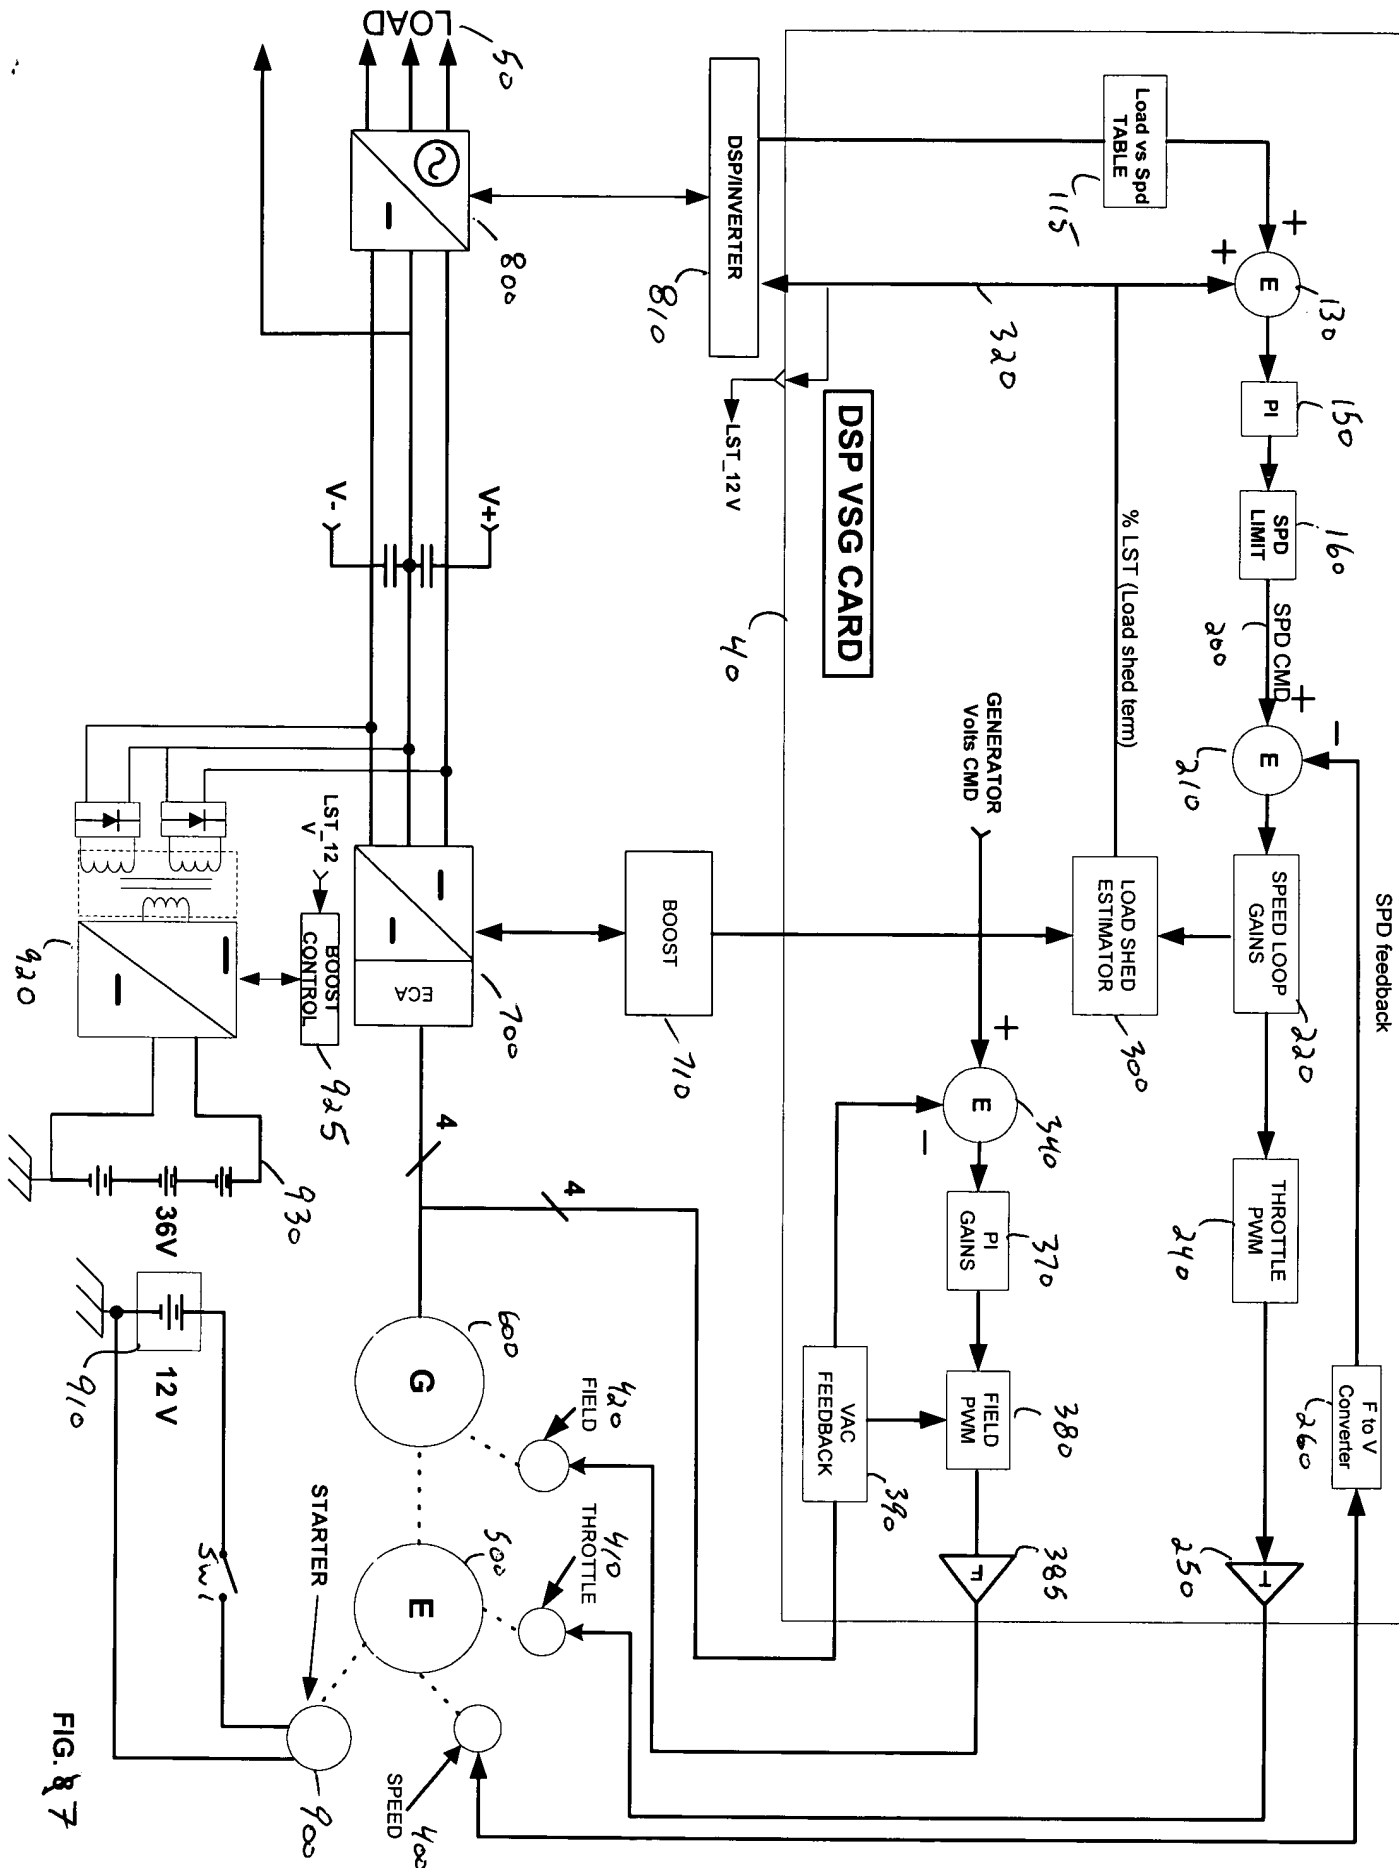 SPD feedback
F to V
Converter
260
Load vs Spd
TABLE
115
+
+
E
130
PI
150
SPD
LIMIT
160
SPD CMD
200
+
-
E
210
SPEED LOOP
GAINS
220
THROTTLE
PWM
240
T
250
% LST (Load shed term)
320
LOAD SHED
ESTIMATOR
300
GENERATOR
Volts CMD
+
-
E
340
PI
GAINS
370
FIELD
PWM
380
F
385
VAC
FEEDBACK
390
DSP VSG CARD
40
DSP/INVERTER
810
LST_12 V
BOOST
710
LOAD
50
800
V+
V-
ECA
700
4
4
G
600
FIELD
420
E
500
THROTTLE
410
SPEED
400
LST_12
V
BOOST
CONTROL
925
920
930
36V
12 V
910
SW1
STARTER
900
FIG. 8 7